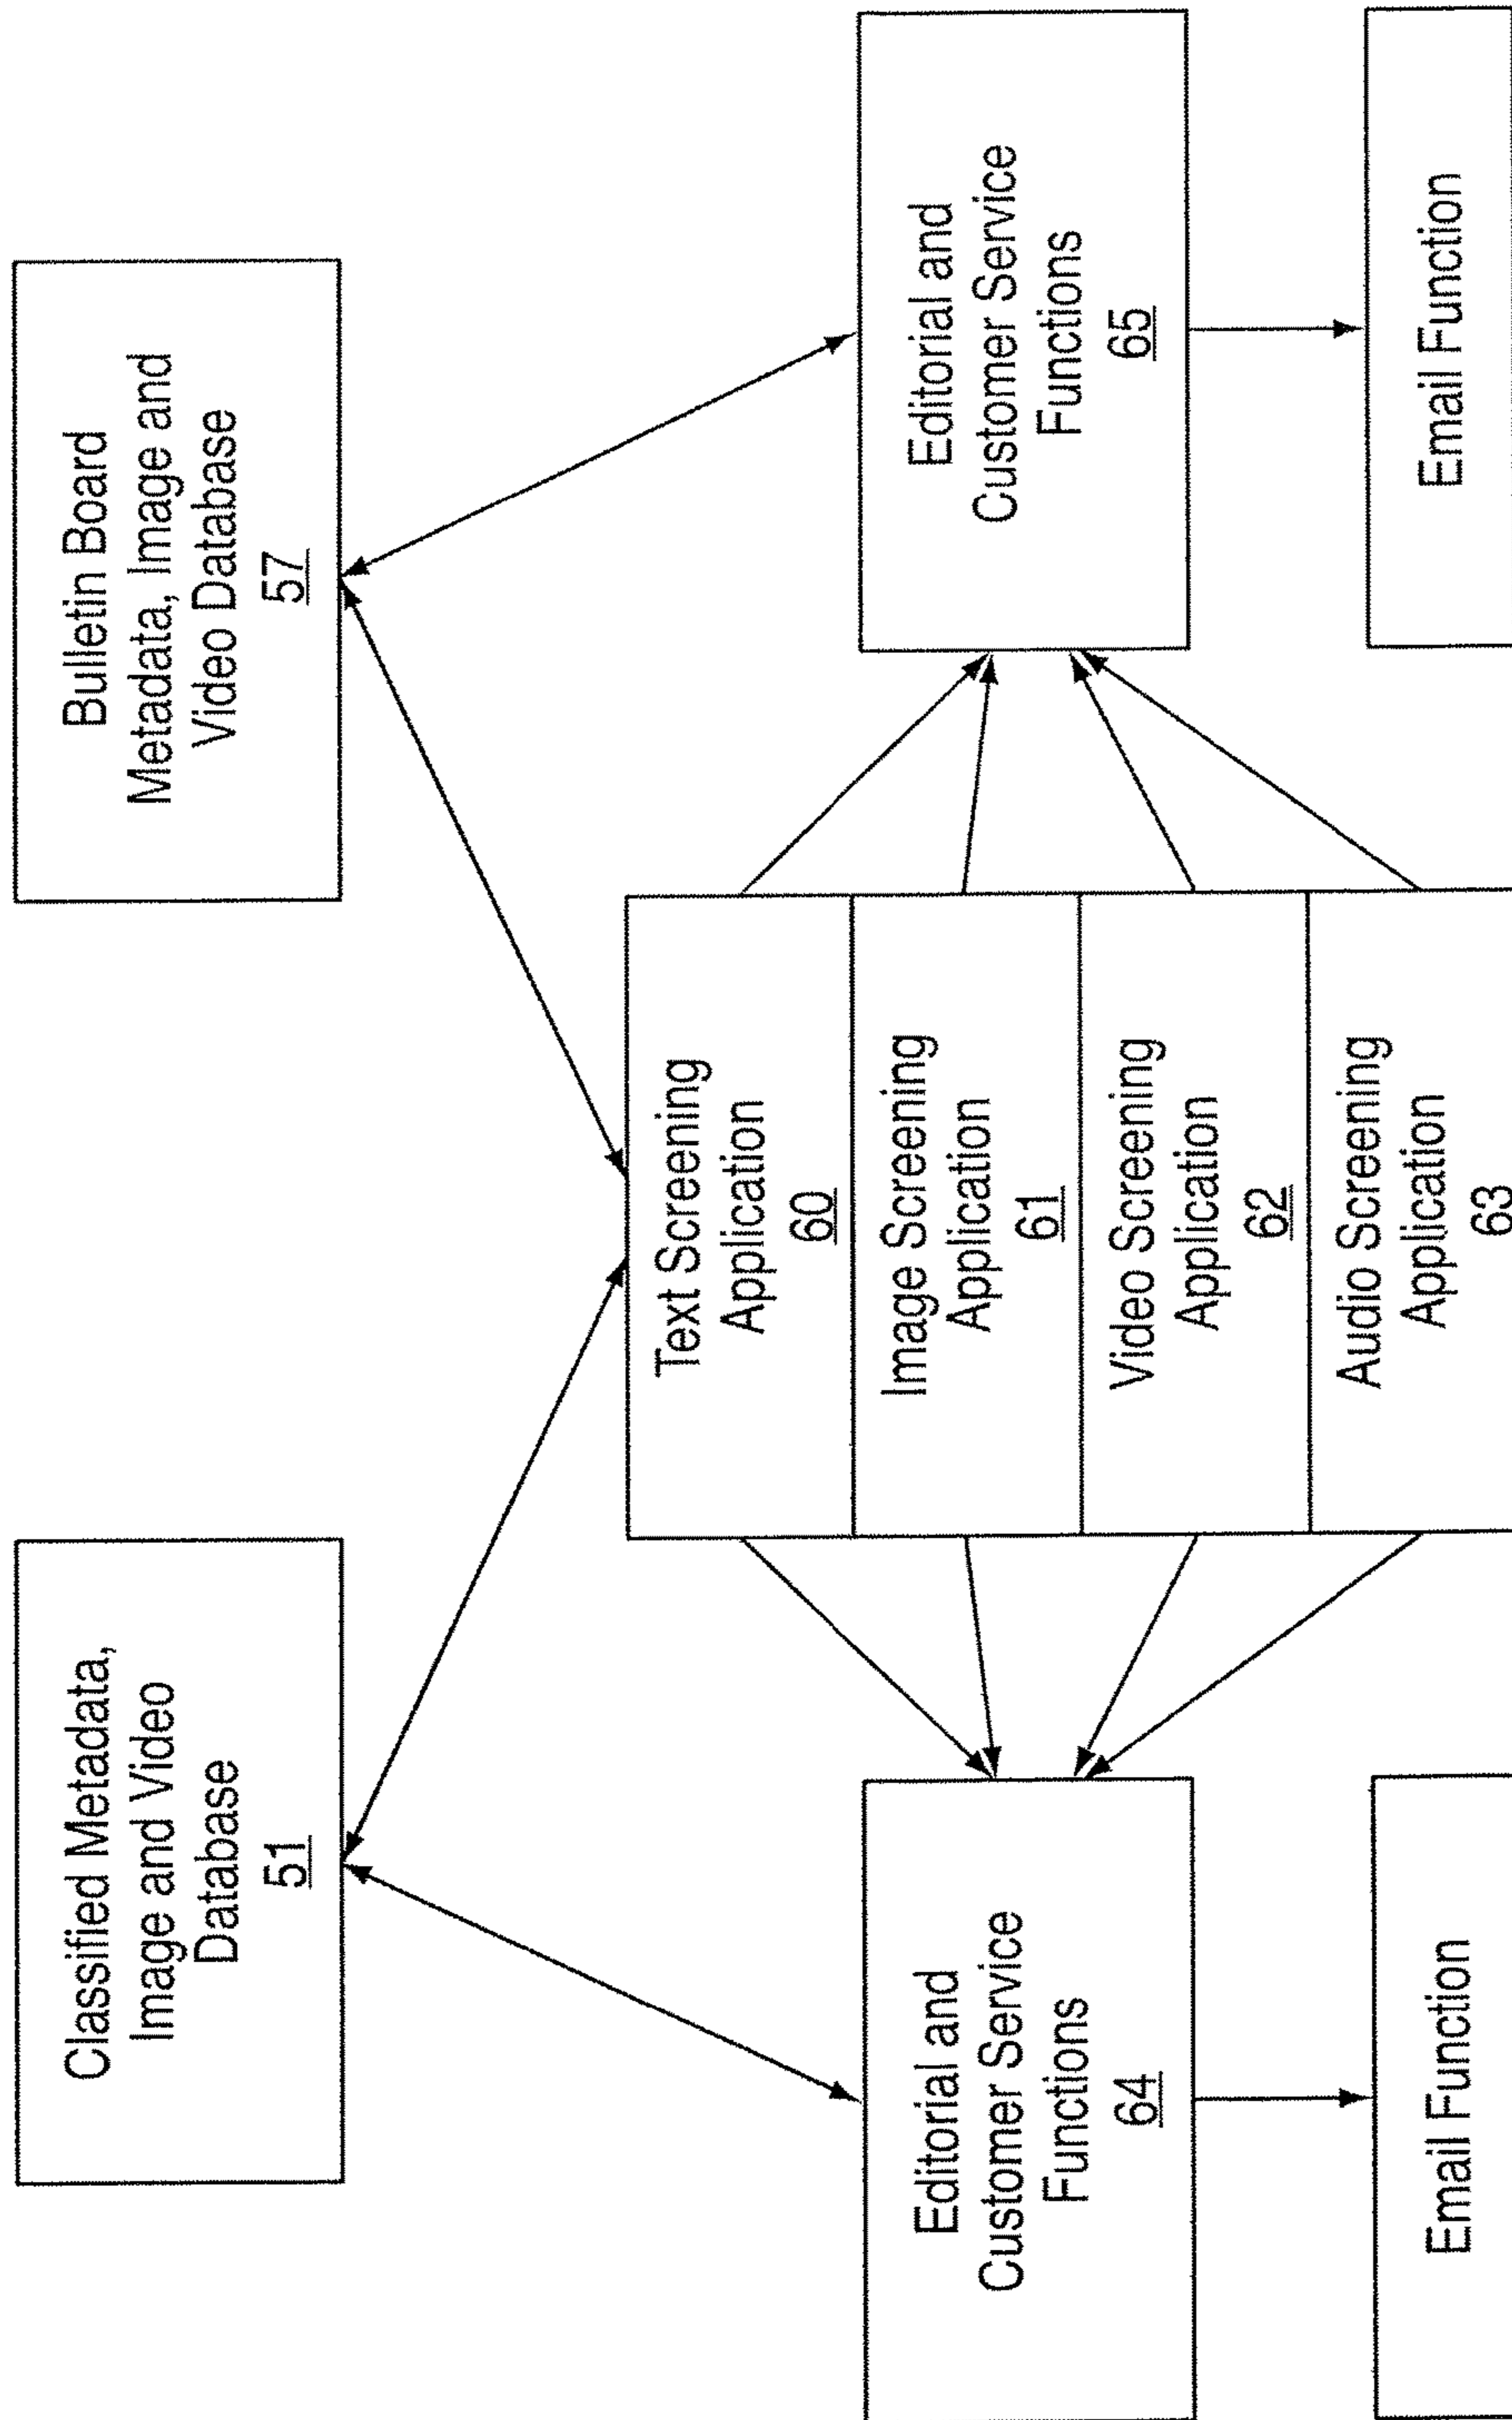 Classified Metadata,
Image and Video
Database
51
Bulletin Board
Metadata, Image and
Video Database
57
Text Screening
Application
60
Image Screening
Application
61
Video Screening
Application
62
Audio Screening
Application
63
Editorial and
Customer Service
Functions
64
Editorial and
Customer Service
Functions
65
Email Function
Email Function